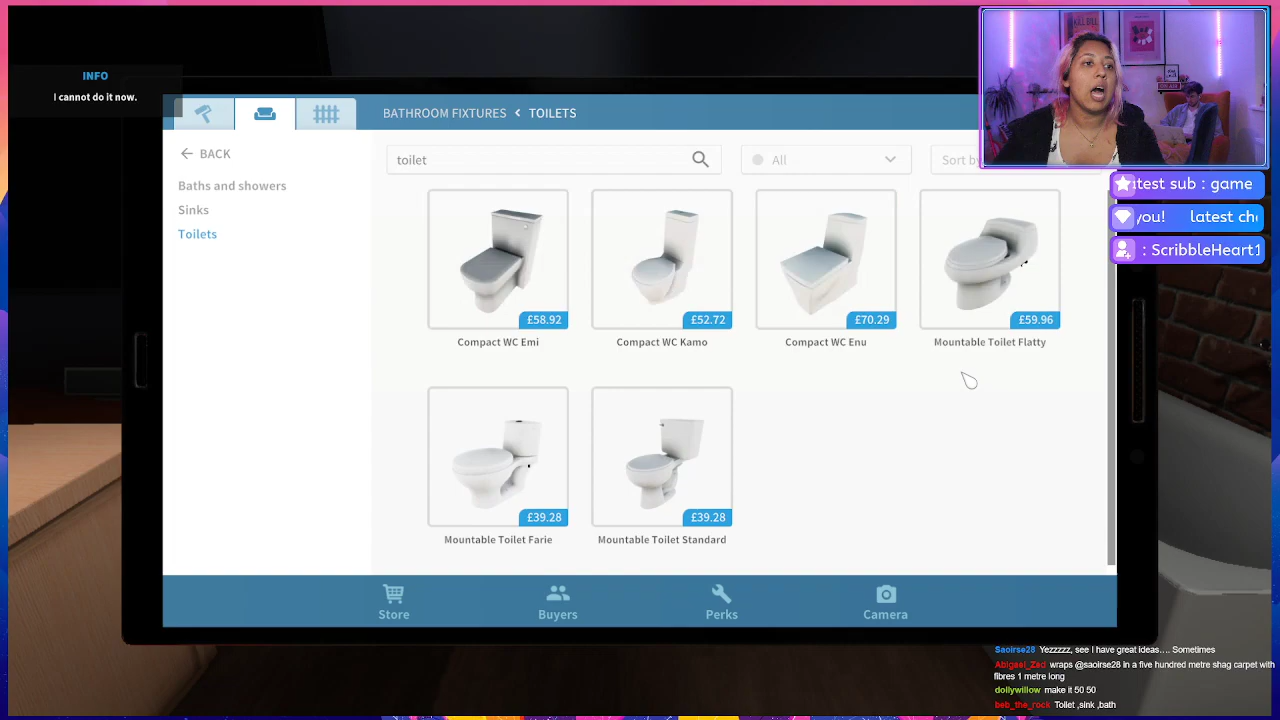 INFO
I cannot do it now.
BATHROOM FIXTURES < TOILETS
BACK
toilet
All
Sort by
Baths and showers
Sinks
Toilets
£58.92
£52.72
£70.29
£59.96
Compact WC Emi
Compact WC Kamo
Compact WC Enu
Mountable Toilet Flatty
£39.28
£39.28
Mountable Toilet Farie
Mountable Toilet Standard
Store
Buyers
Perks
Camera
KILL BILL
test sub : game
you! latest ch
: ScribbleHeart1
Saoirse28 Yezzzzz, see I have great ideas.... Sometimes
Abigael_Zad wraps @saoirse28 in a five hundred metre shag carpet with
fibres 1 metre long
dollywillow make it 50 50
beb_the_rock Toilet ,sink ,bath